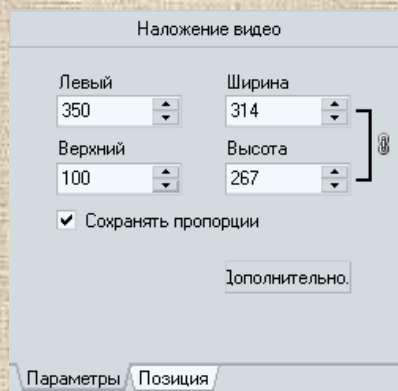 Наложение видео
Левый Ширина
350 314
Верхний Высота
100 267
Сохранять пропорции
Дополнительно.
Параметры Позиция